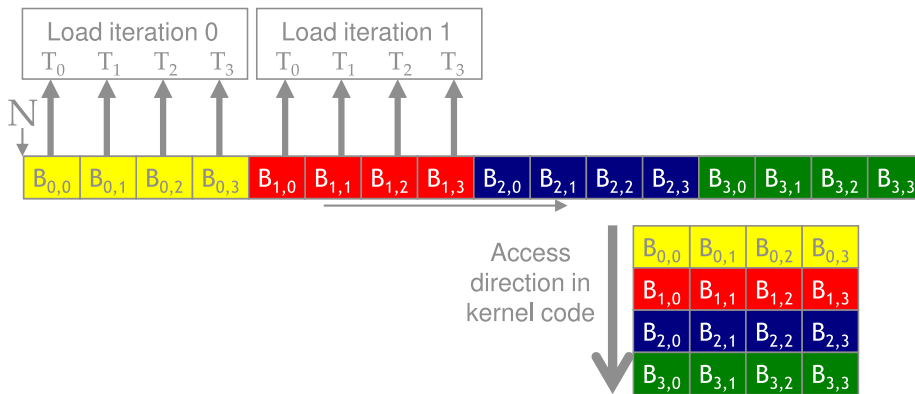 Load iteration 0 Load iteration 1
T0 T1 T2 T3 T0 T1 T2 T3
N
B0,0 B0,1 B0,2 B0,3 B1,0 B1,1 B1,2 B1,3 B2,0 B2,1 B2,2 B2,3 B3,0 B3,1 B3,2 B3,3
Access
direction in
kernel code
B0,0 B0,1 B0,2 B0,3
B1,0 B1,1 B1,2 B1,3
B2,0 B2,1 B2,2 B2,3
B3,0 B3,1 B3,2 B3,3